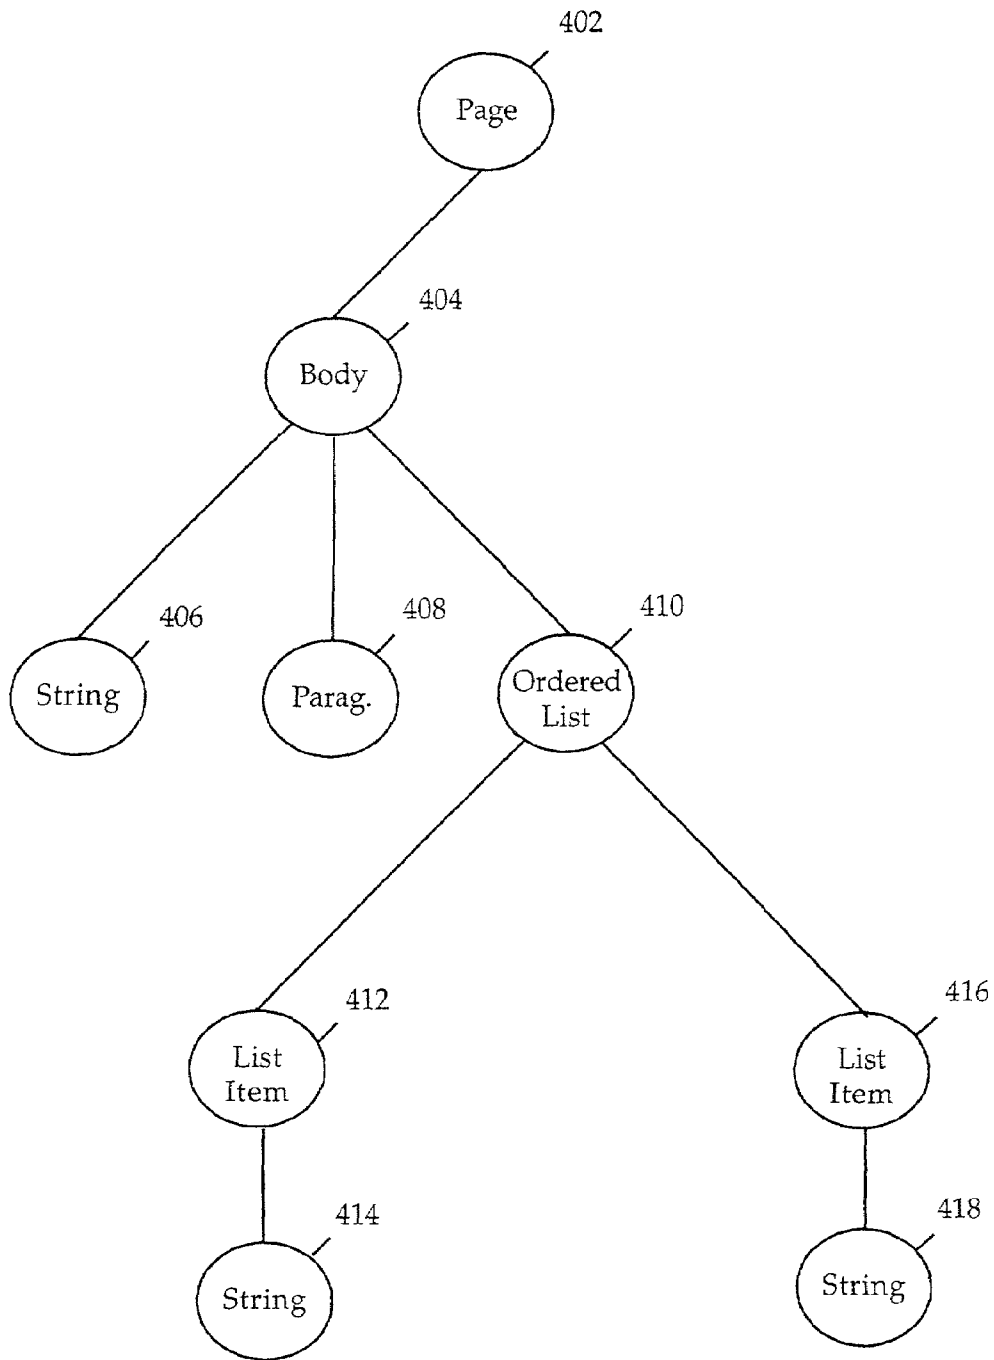 402
Page
404
Body
406
408
410
String
Parag.
Ordered
List
412
416
List
Item
List
Item
414
418
String
String